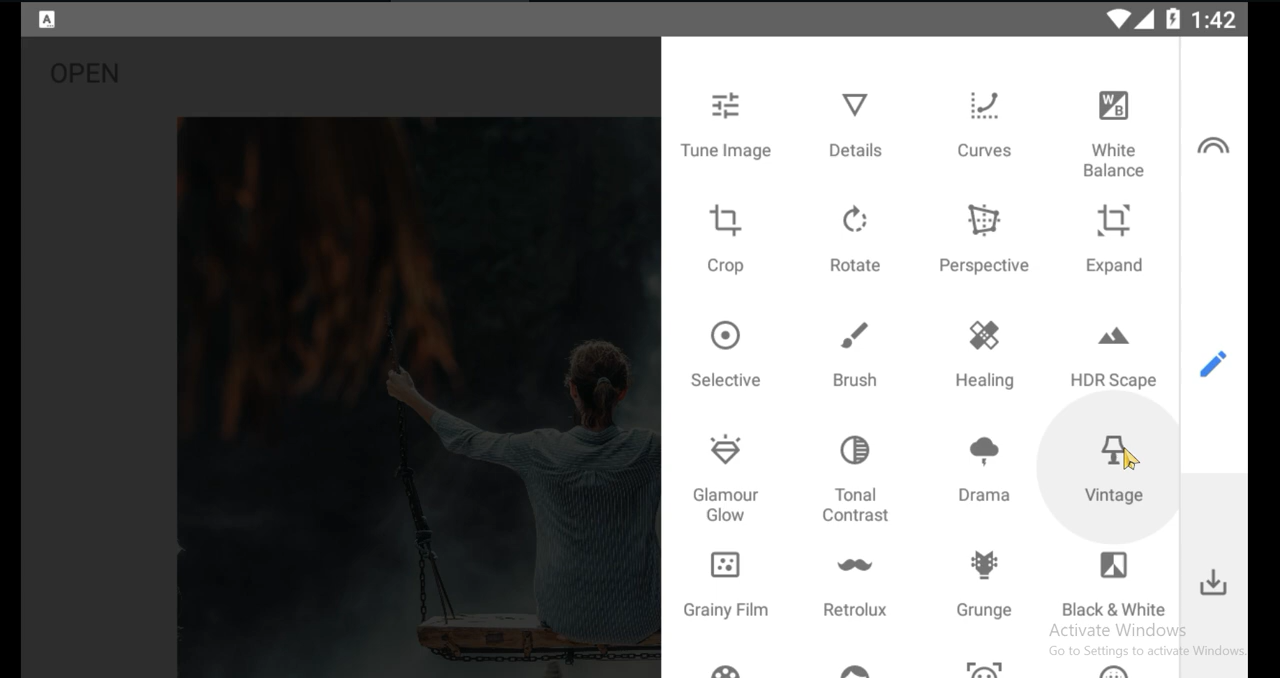 A
1:42
OPEN
Tune Image
Details
Curves
W
B
White
Balance
Crop
Rotate
Perspective
Expand
Selective
Brush
Healing
HDR Scape
Glamour
Glow
Tonal
Contrast
Drama
Vintage
Grainy Film
Retrolux
Grunge
Black & White
Activate Windows
Go to Settings to activate Windows.